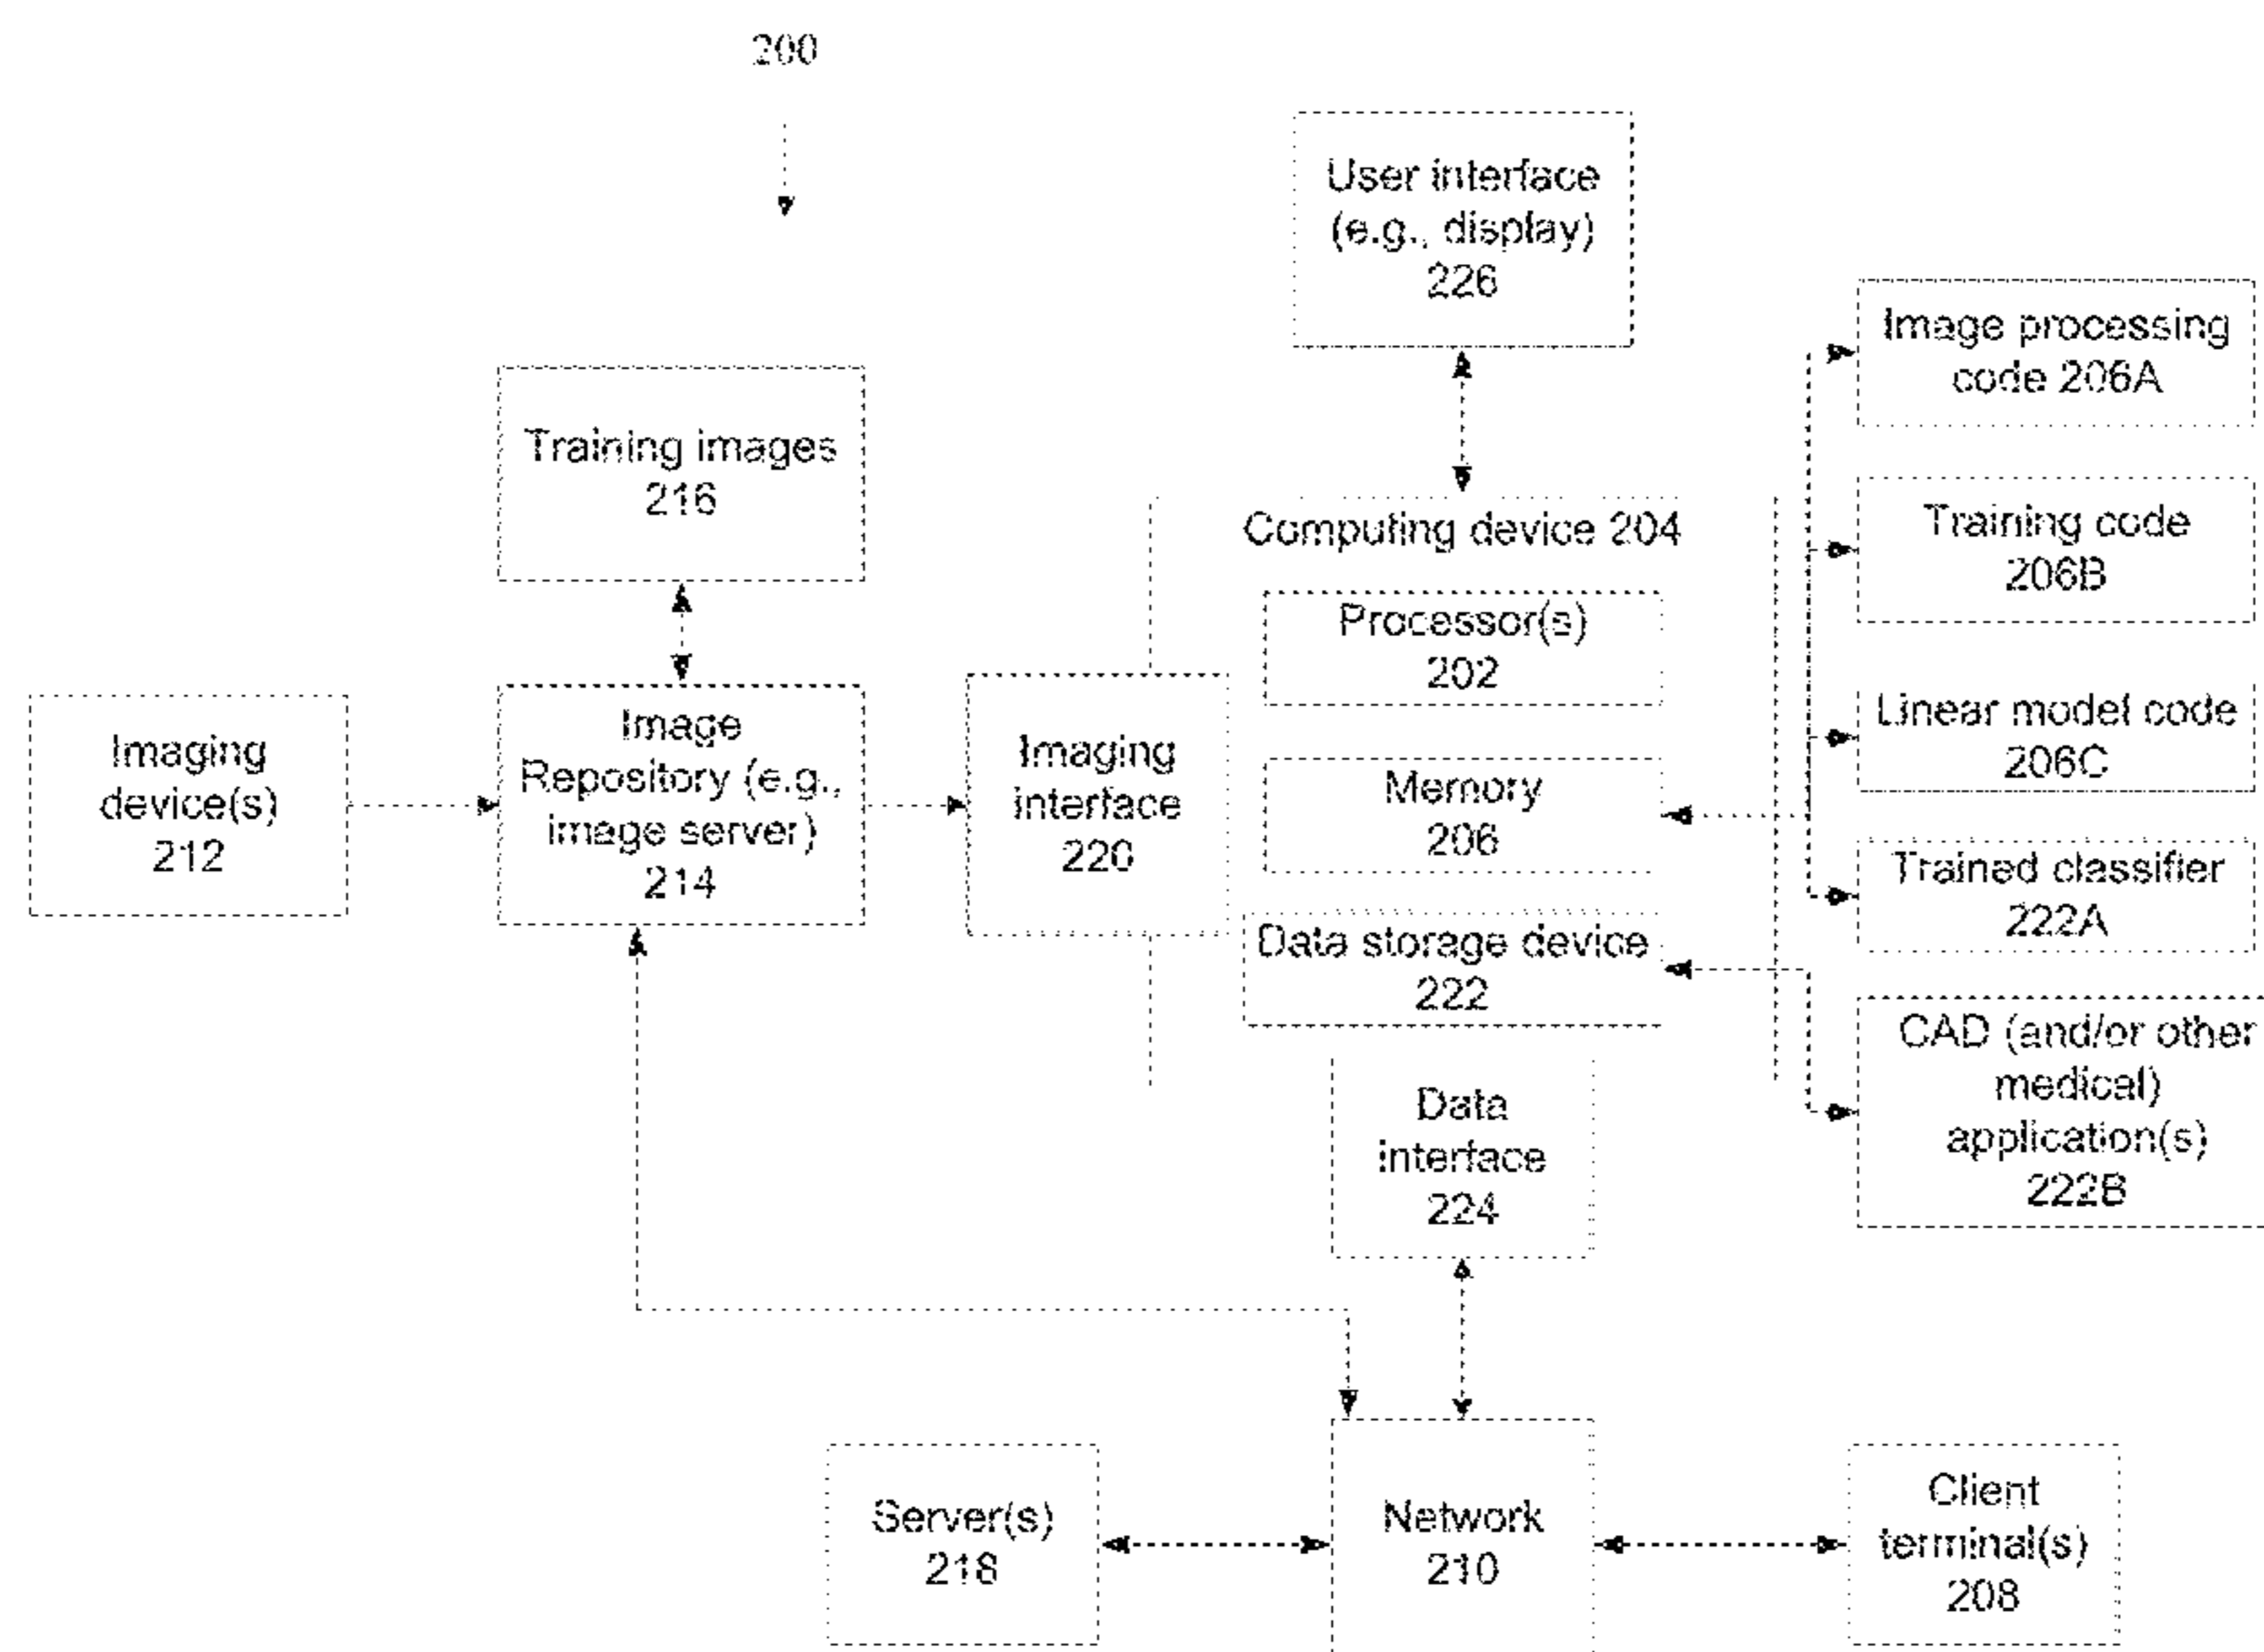 200
User interface
(e.g., display)
226
Image processing
code 206A
Training images
216
Training code
206B
Computing device 204
Processor(s)
202
Linear model code
206C
Imaging
device(s)
212
Image
Repository (e.g.,
image server)
214
Imaging
interface
220
Memory
206
Trained classifier
222A
Data storage device
222
CAD (and/or other
medical)
application(s)
222B
Data
interface
224
Server(s)
218
Network
210
Client
terminal(s)
208